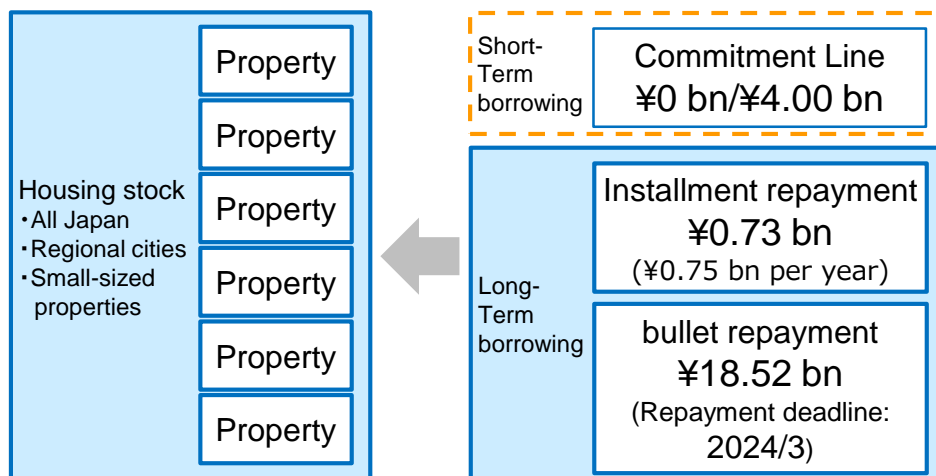 Housing stock
・All Japan
・Regional cities
・Small-sized
properties
Property
Property
Property
Property
Property
Property
Short-
Term
borrowing
Commitment Line
¥0 bn/¥4.00 bn
Long-
Term
borrowing
Installment repayment
¥0.73 bn
(¥0.75 bn per year)
bullet repayment
¥18.52 bn
(Repayment deadline:
2024/3)